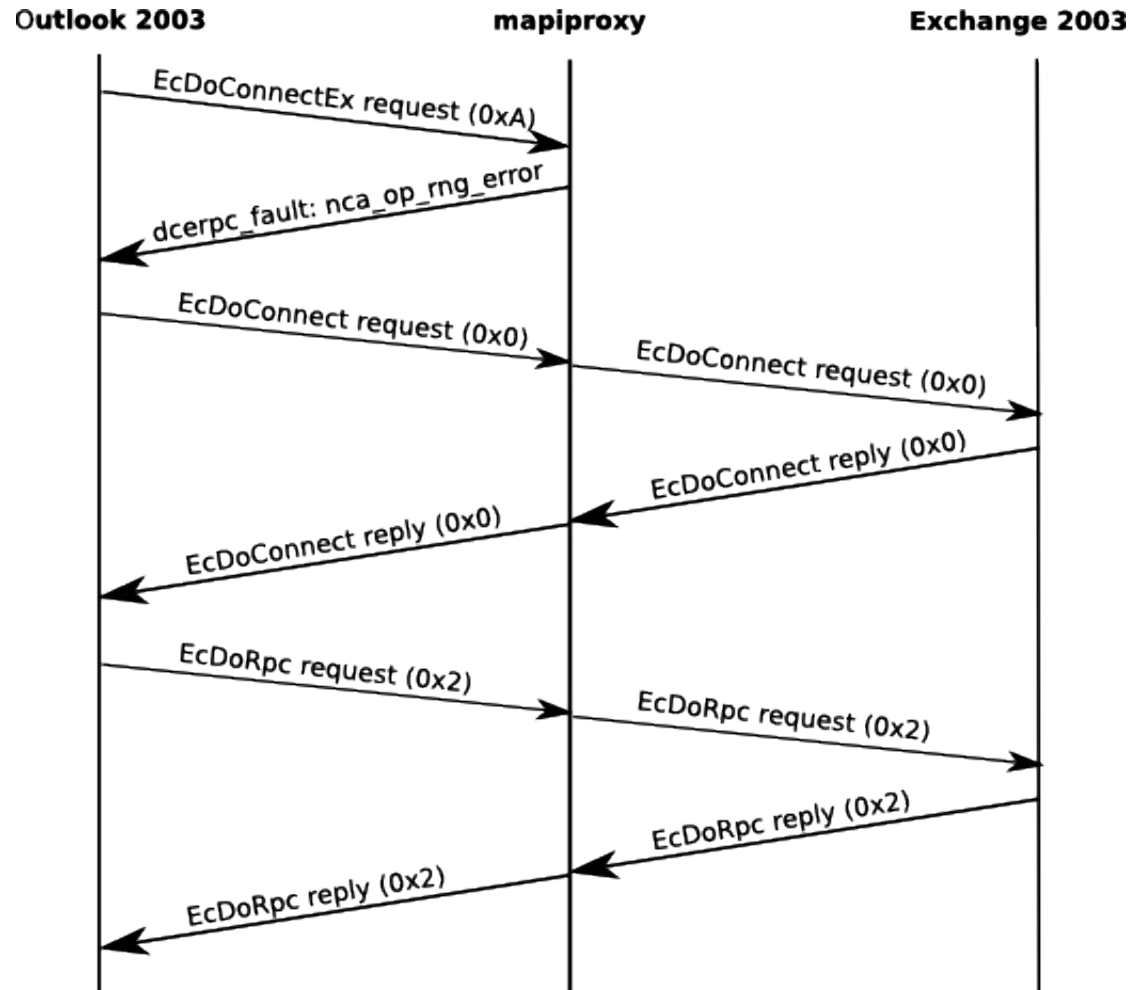 Outlook 2003 mapiproxy Exchange 2003
EcDoConnectEx request (0xA)
dcerpc_fault: nca_op_rng_error
EcDoConnect request (0x0)
EcDoConnect request (0x0)
EcDoConnect reply (0x0)
EcDoConnect reply (0x0)
EcDoRpc request (0x2)
EcDoRpc request (0x2)
EcDoRpc reply (0x2)
EcDoRpc reply (0x2)